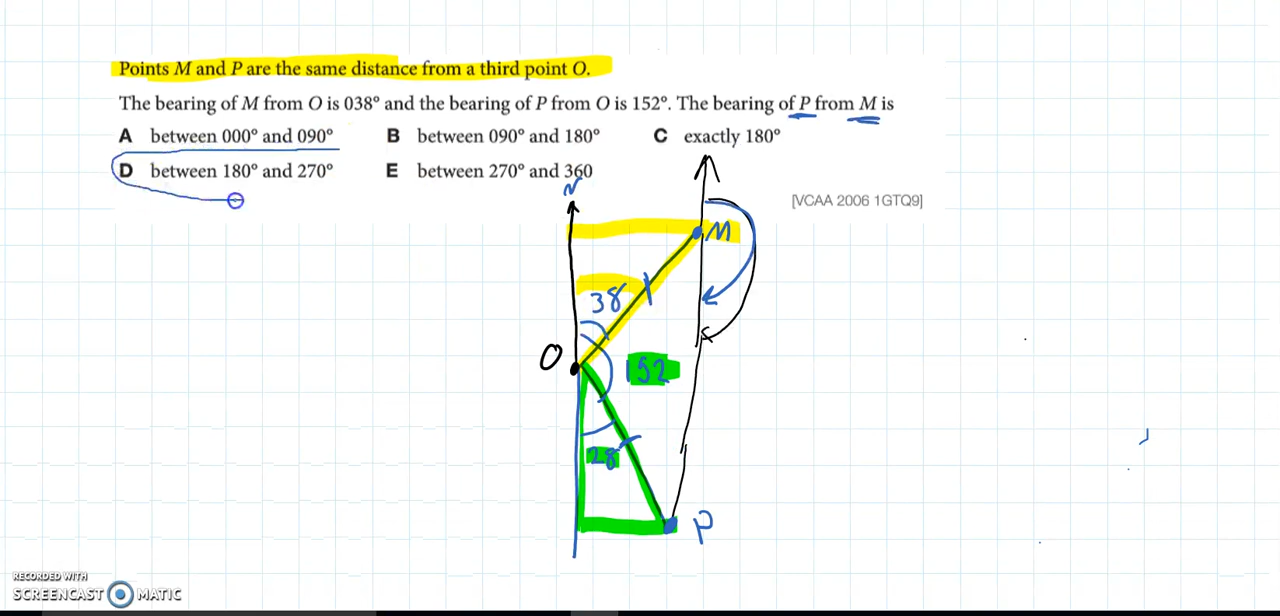 Points M and P are the same distance from a third point O.
The bearing of M from O is 038° and the bearing of P from O is 152°. The bearing of P from M is
A between 000° and 090° B between 090° and 180° C exactly 180°
D between 180° and 270° E between 270° and 360
[VCAA 2006 1GTQ9]
N
M
38
O
152
28
P
RECORDED WITH
SCREENCAST MATIC